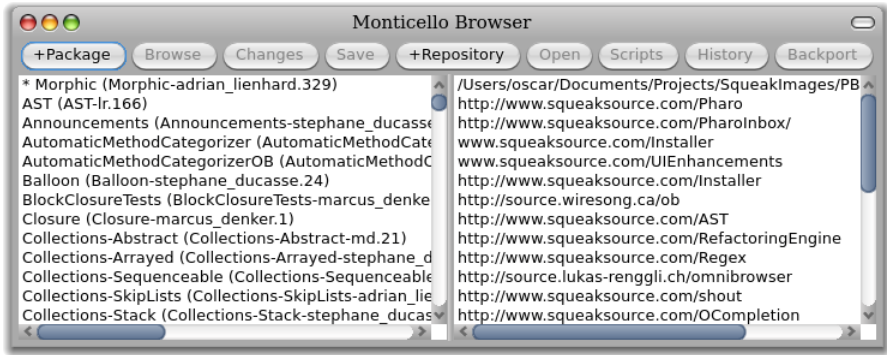 Monticello Browser
+Package Browse Changes Save +Repository Open Scripts History Backport
* Morphic (Morphic-adrian_lienhard.329)
AST (AST-lr.166)
Announcements (Announcements-stephane_ducasse
AutomaticMethodCategorizer (AutomaticMethodCate
AutomaticMethodCategorizerOB (AutomaticMethodC
Balloon (Balloon-stephane_ducasse.24)
BlockClosureTests (BlockClosureTests-marcus_denke
Closure (Closure-marcus_denker.1)
Collections-Abstract (Collections-Abstract-md.21)
Collections-Arrayed (Collections-Arrayed-stephane_d
Collections-Sequenceable (Collections-Sequenceable
Collections-SkipLists (Collections-SkipLists-adrian_lie
Collections-Stack (Collections-Stack-stephane_ducas
/Users/oscar/Documents/Projects/SqueakImages/PB
http://www.squeaksource.com/Pharo
http://www.squeaksource.com/PharoInbox/
www.squeaksource.com/Installer
www.squeaksource.com/UIEnhancements
http://www.squeaksource.com/Installer
http://source.wiresong.ca/ob
http://www.squeaksource.com/AST
http://www.squeaksource.com/RefactoringEngine
http://www.squeaksource.com/Regex
http://source.lukas-renggli.ch/omnibrowser
http://www.squeaksource.com/shout
http://www.squeaksource.com/OCompletion